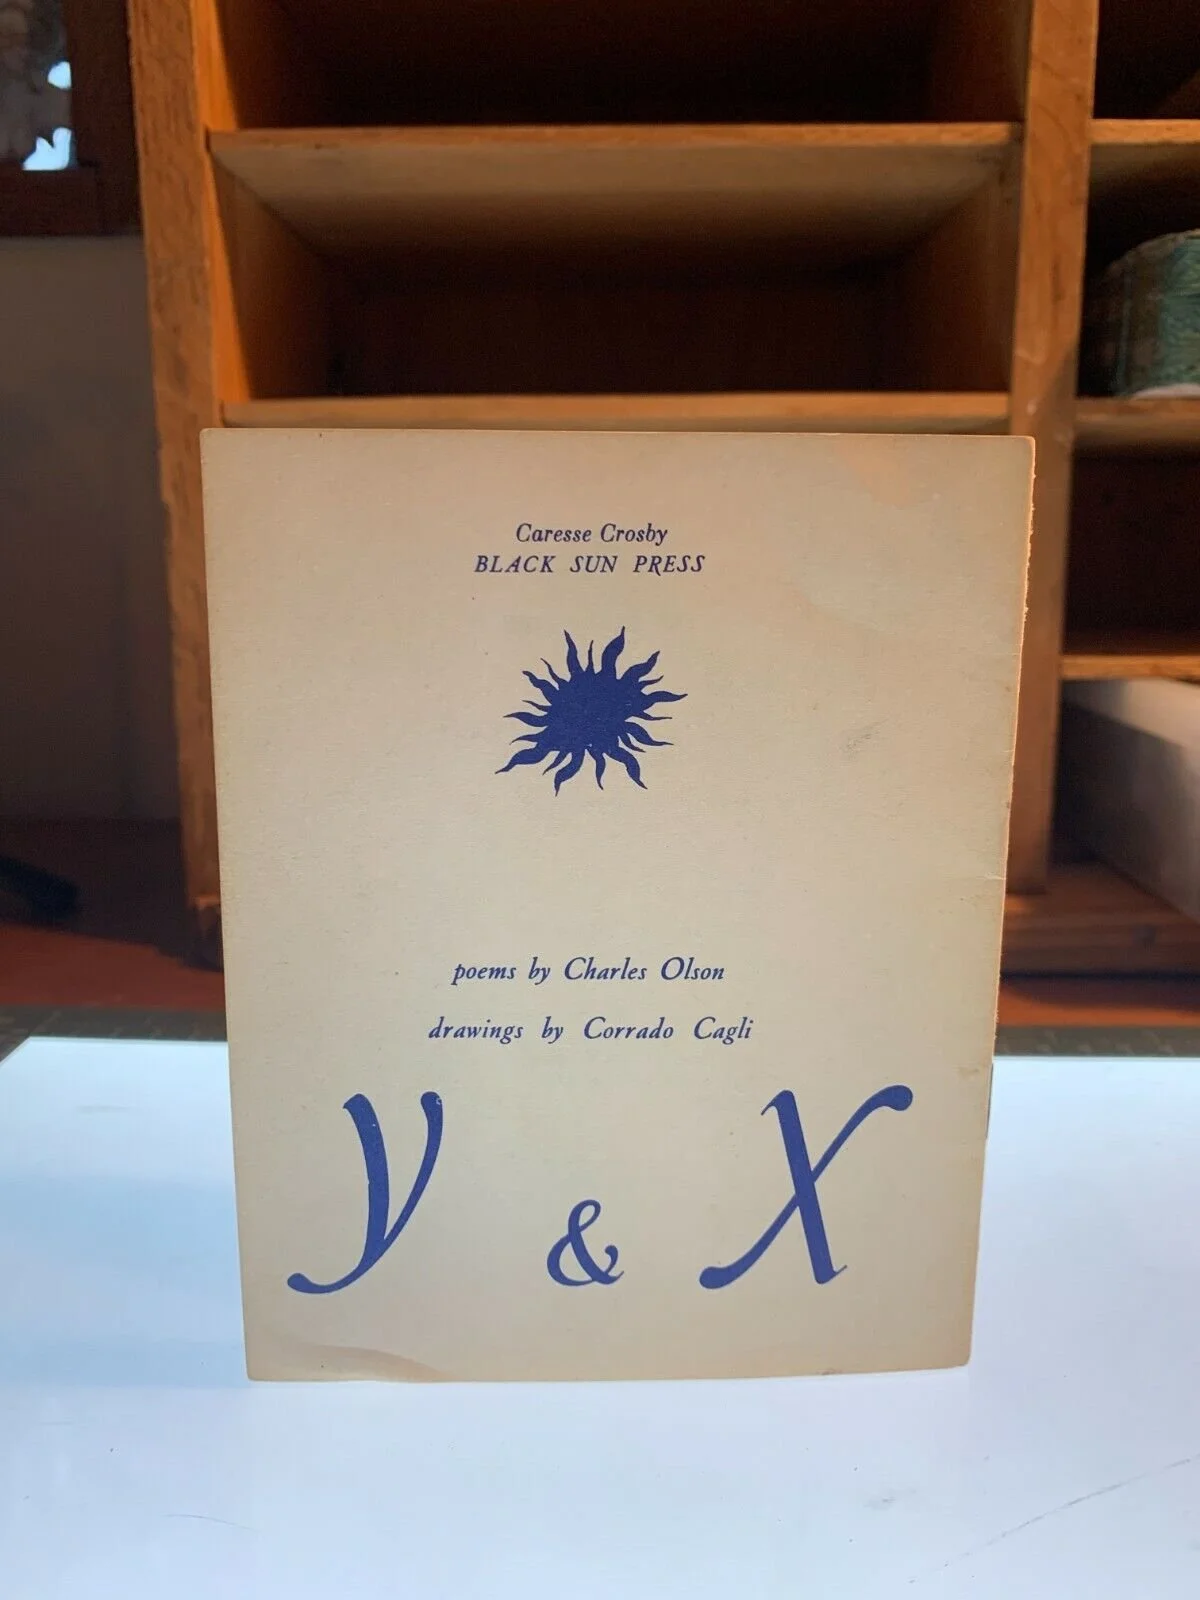 Caresse Crosby
BLACK SUN PRESS
poems by Charles Olson
drawings by Corrado Cagli
y & X